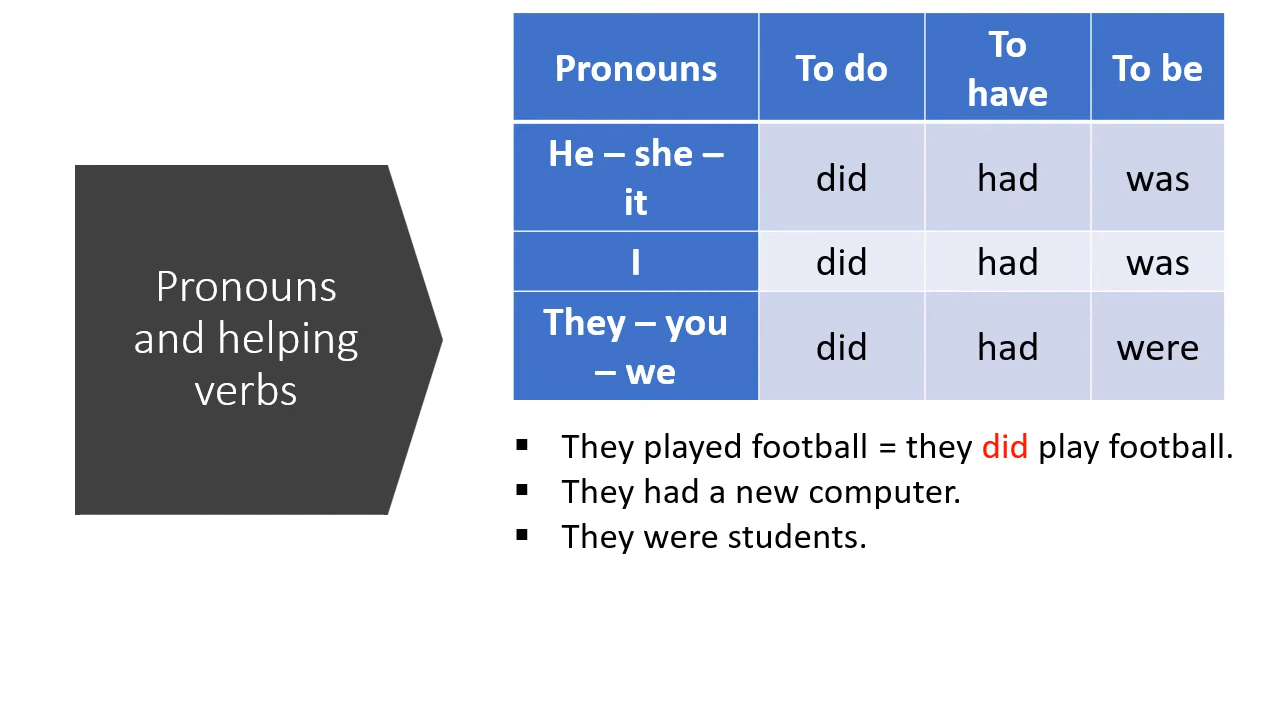 Pronouns
and helping
verbs
Pronouns To do To have To be
He – she –
it did had was
I did had was
They – you
– we did had were
▪ They played football = they did play football.
▪ They had a new computer.
▪ They were students.